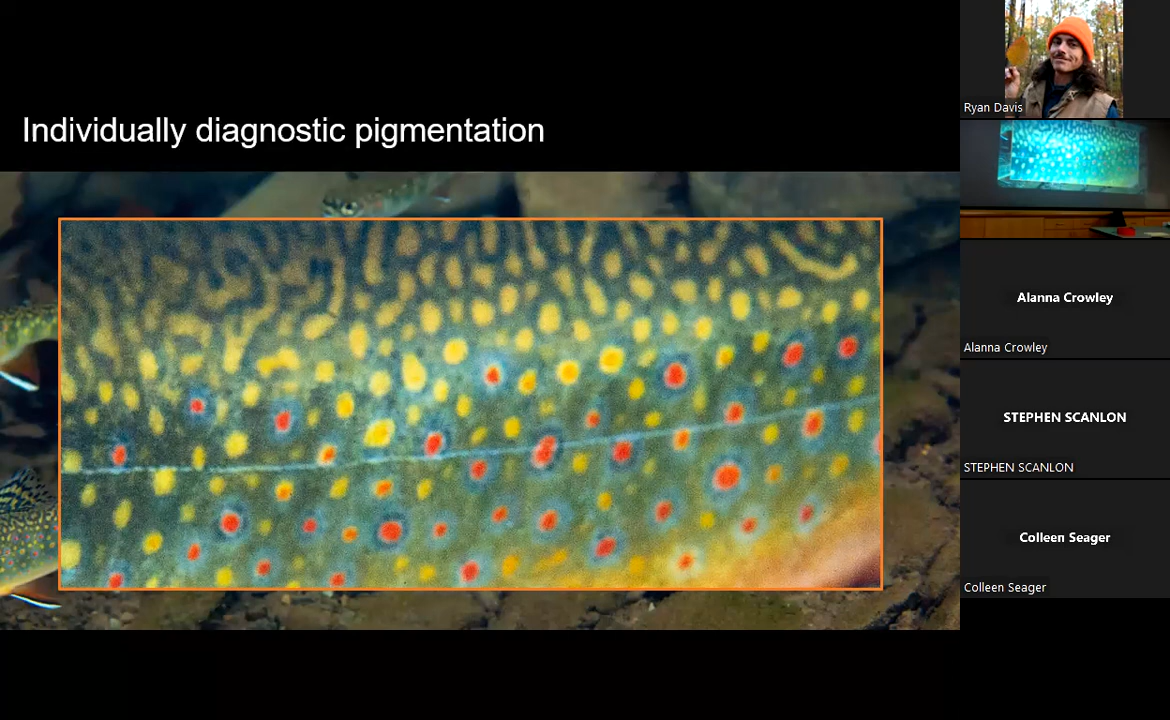 Individually diagnostic pigmentation
Ryan Davis
Alanna Crowley
Alanna Crowley
STEPHEN SCANLON
STEPHEN SCANLON
Colleen Seager
Colleen Seager